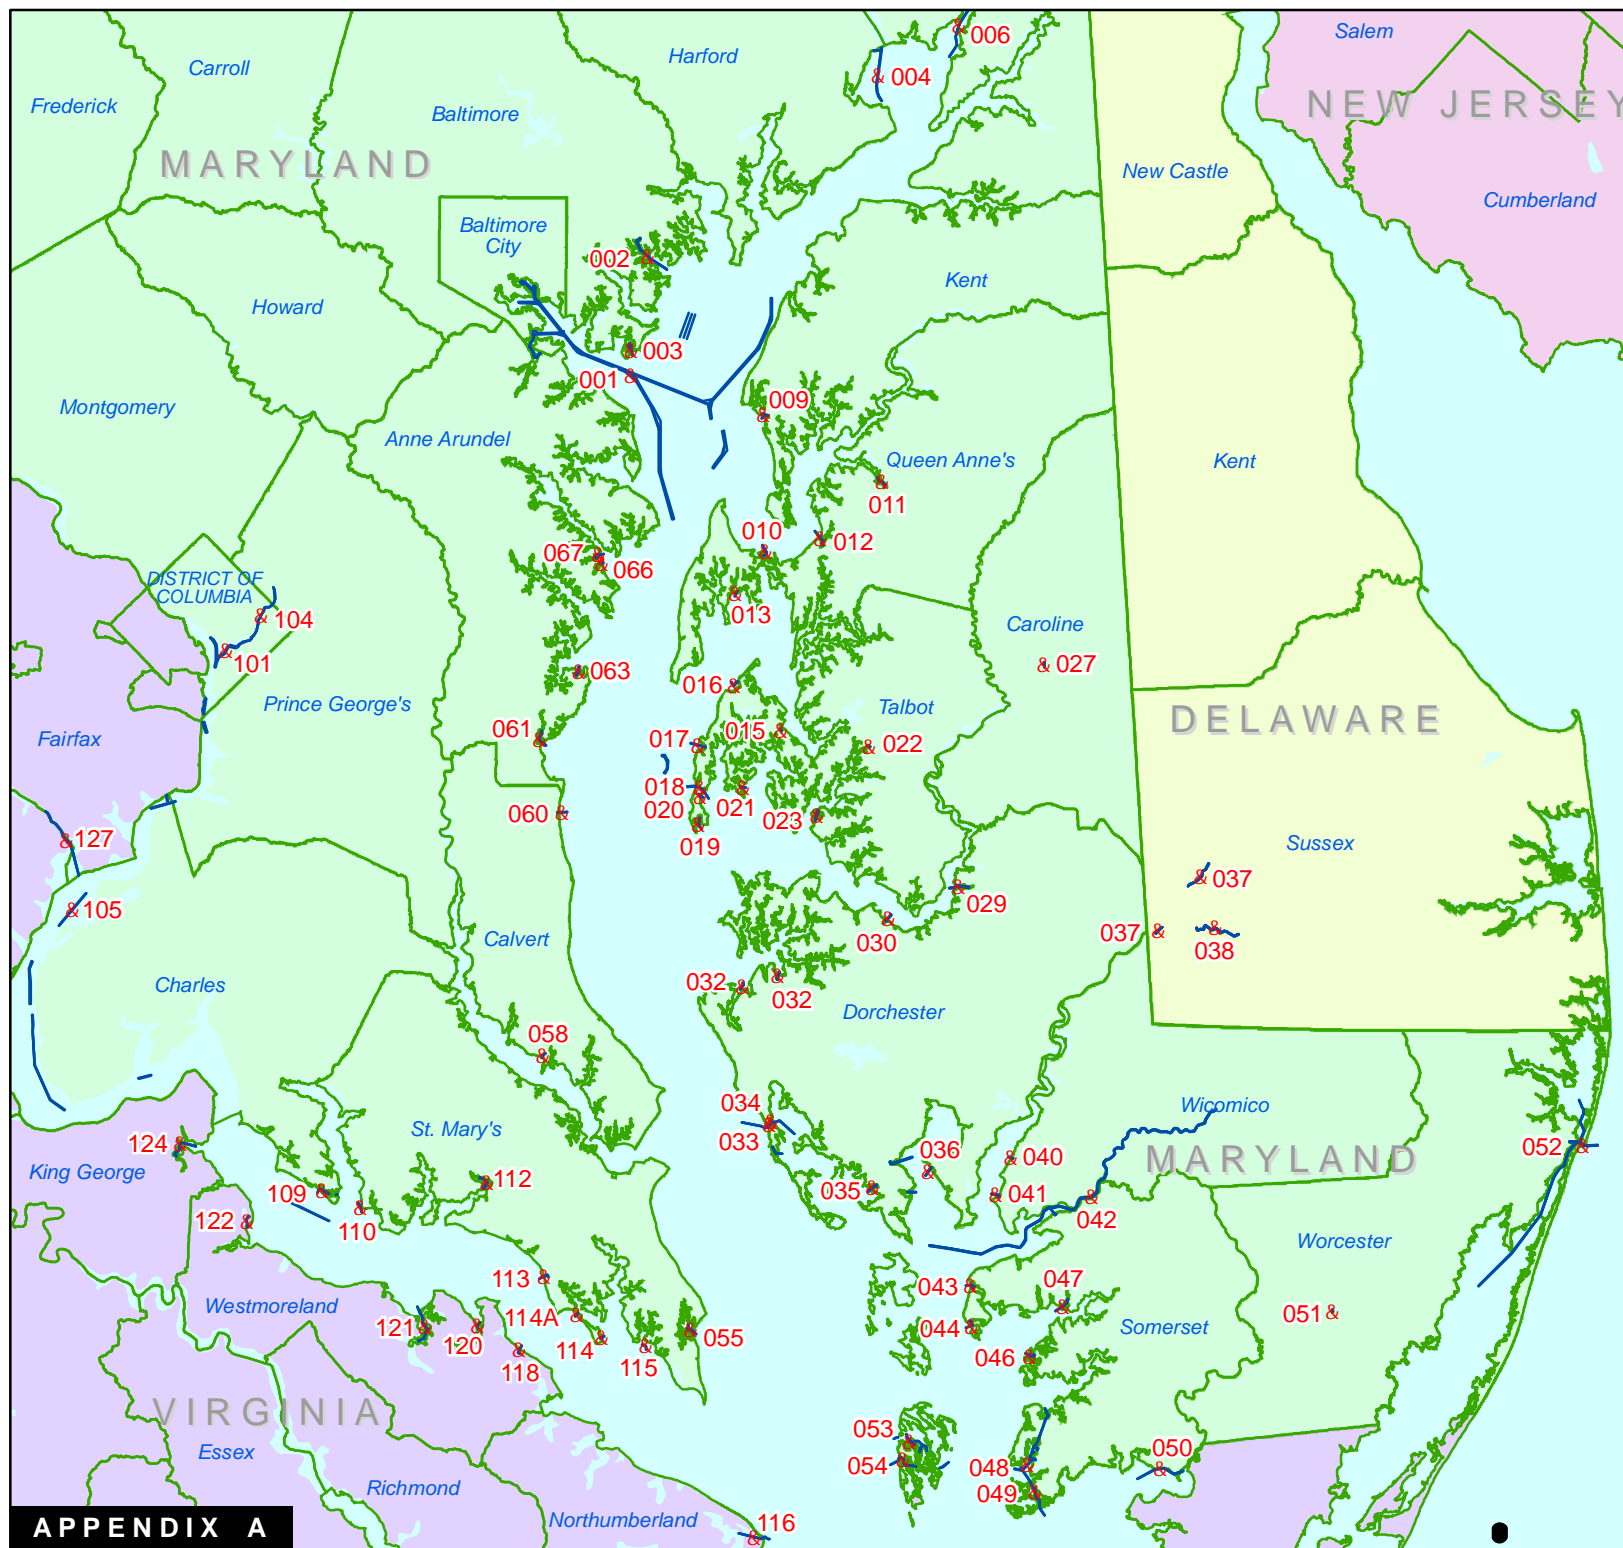 006
Salem
Harford
Carroll
004
NEW JERSEY
Frederick
Baltimore
MARYLAND
New Castle
Cumberland
Baltimore
City
002
Kent
Howard
003
001
009
Montgomery
Anne Arundel
Queen Anne's
Kent
011
010
012
067
066
DISTRICT OF
COLUMBIA
013
104
Caroline
101
027
063
016
Prince George's
Talbot
DELAWARE
061
015
Fairfax
017
022
018
020
021
060
023
019
127
Sussex
037
029
105
030
037
Calvert
038
032
032
Charles
Dorchester
058
034
Wicomico
St. Mary's
033
124
052
036
040
MARYLAND
King George
112
109
035
041
110
042
122
Worcester
113
043
047
Westmoreland
114A
051
121
044
Somerset
120
055
114
115
046
118
VIRGINIA
053
Essex
050
054
048
Richmond
049
Northumberland
116
APPENDIX A